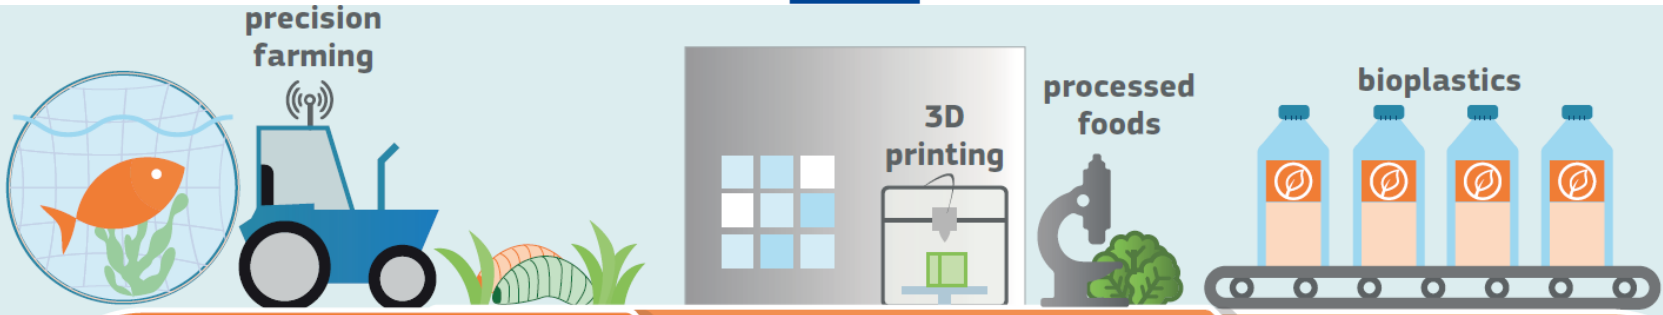 precision
farming
3D
printing
processed
foods
bioplastics